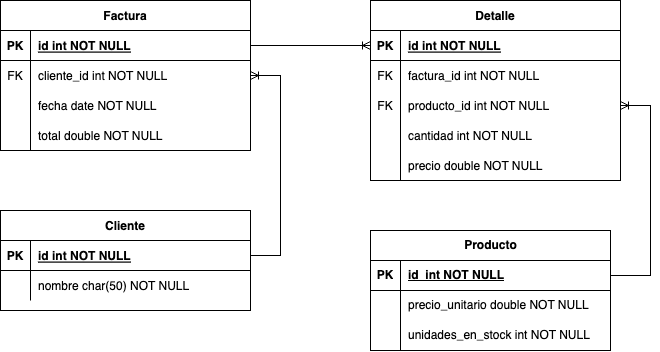 Factura
PK id int NOT NULL
FK cliente_id int NOT NULL
fecha date NOT NULL
total double NOT NULL
Detalle
PK id int NOT NULL
FK factura_id int NOT NULL
FK producto_id int NOT NULL
cantidad int NOT NULL
precio double NOT NULL
Cliente
PK id int NOT NULL
nombre char(50) NOT NULL
Producto
PK id int NOT NULL
precio_unitario double NOT NULL
unidades_en_stock int NOT NULL